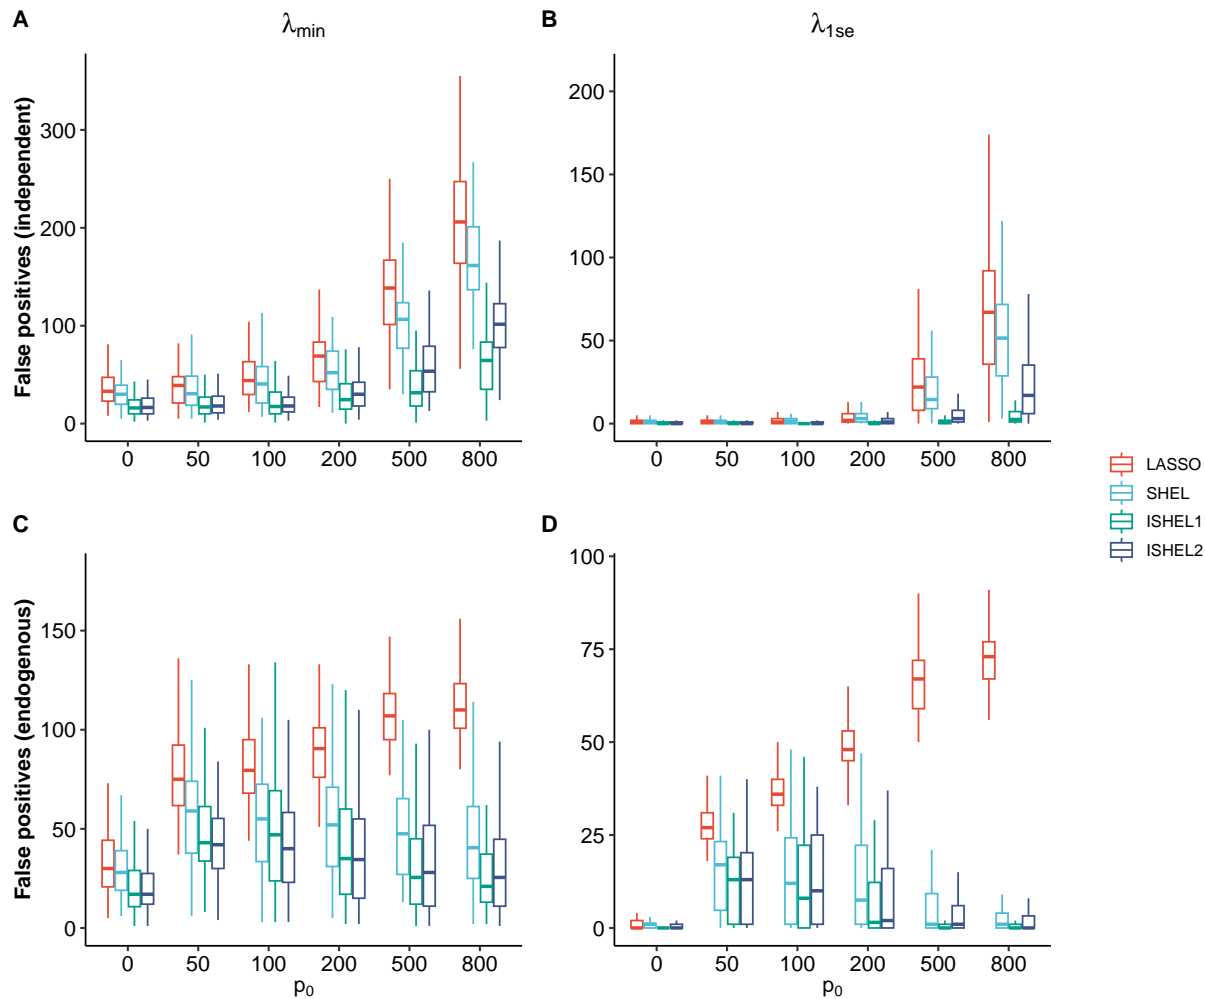 A
λmin
B
λ1se
False positives (independent)
300
200
100
0
0 50 100 200 500 800
200
150
100
50
0
0 50 100 200 500 800
LASSO
SHEL
ISHEL1
ISHEL2
C
D
False positives (endogenous)
150
100
50
0
0 50 100 200 500 800
p0
100
75
50
25
0
0 50 100 200 500 800
p0